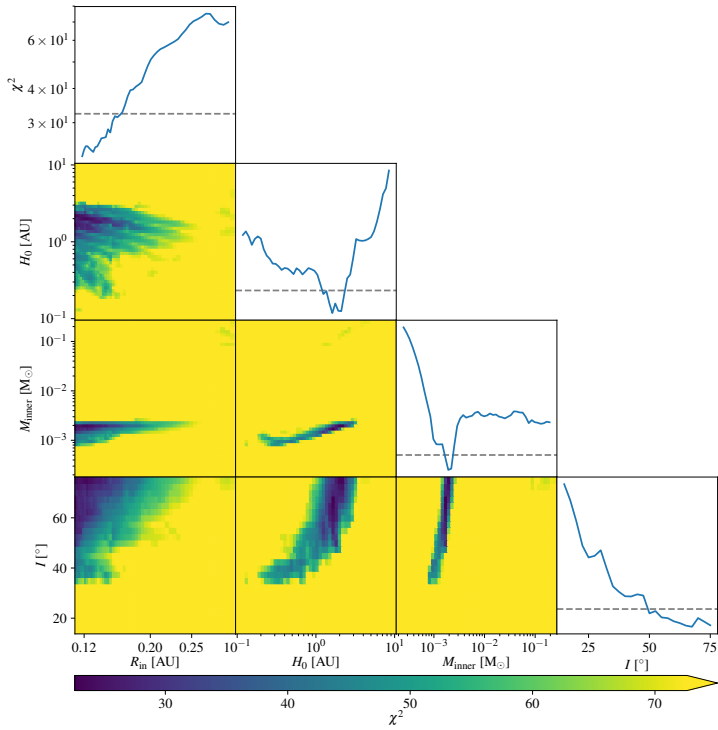 6 × 10¹
4 × 10¹
3 × 10¹
χ²
10¹
10⁰
10⁻¹
H₀ [AU]
10⁻¹
10⁻²
10⁻³
M_inner [M_☉]
60
40
20
I [°]
0.12 0.20 0.25 10⁻¹ 10⁰ 10¹ 10⁻³ 10⁻² 10⁻¹ 25 50 75
R_in [AU] H₀ [AU] M_inner [M_☉] I [°]
30 40 50 60 70
χ²